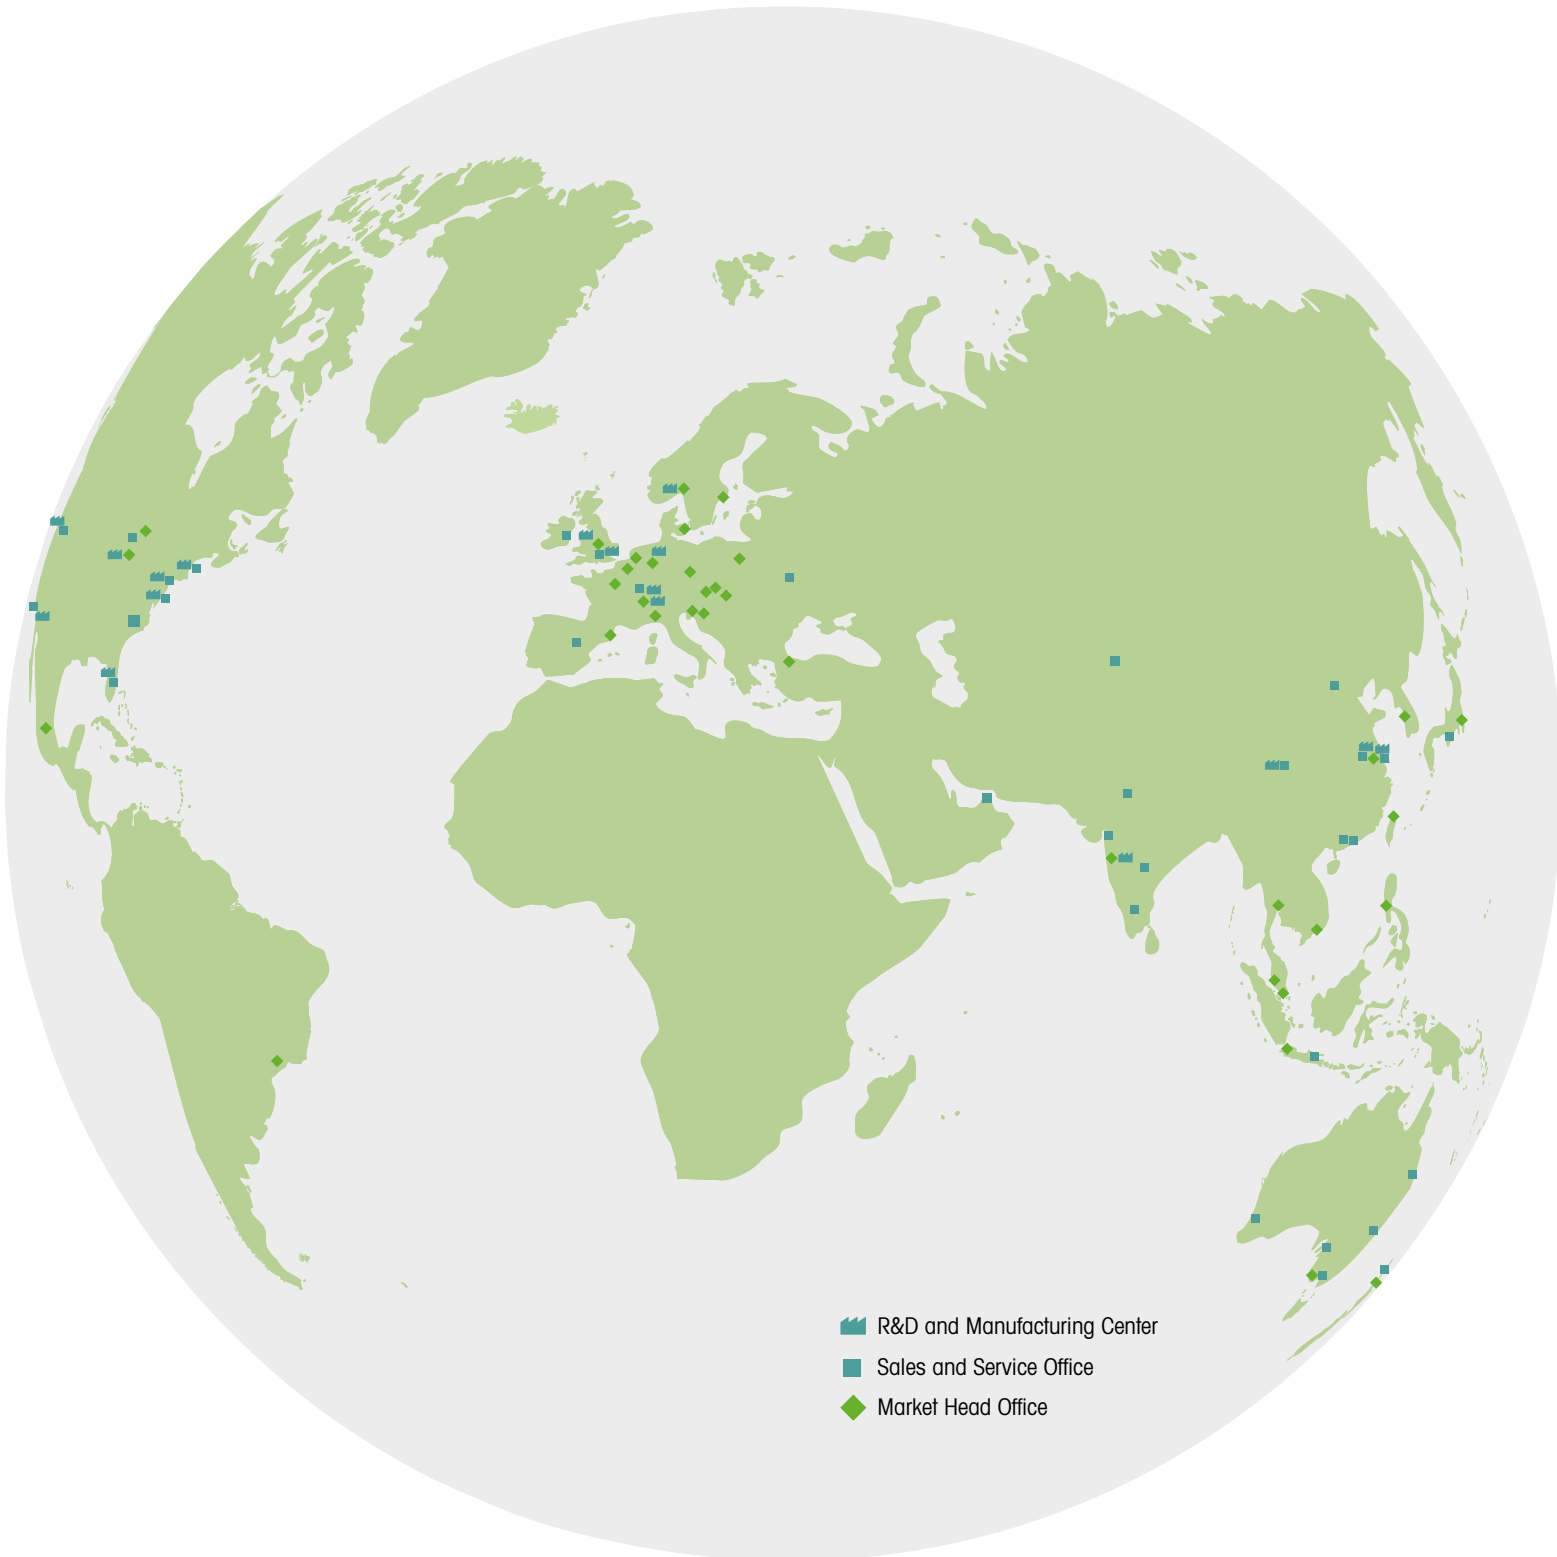 R&D and Manufacturing Center
Sales and Service Office
Market Head Office